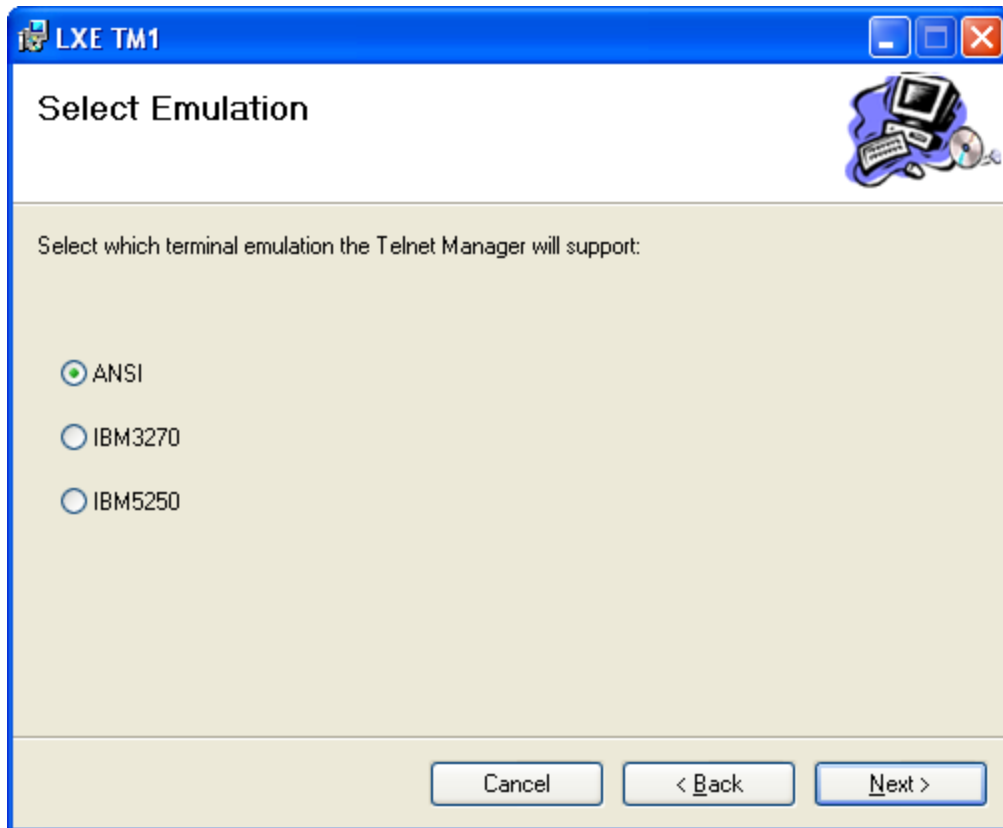 LXE TM1
Select Emulation
Select which terminal emulation the Telnet Manager will support:
ANSI
IBM3270
IBM5250
Cancel
< Back
Next >